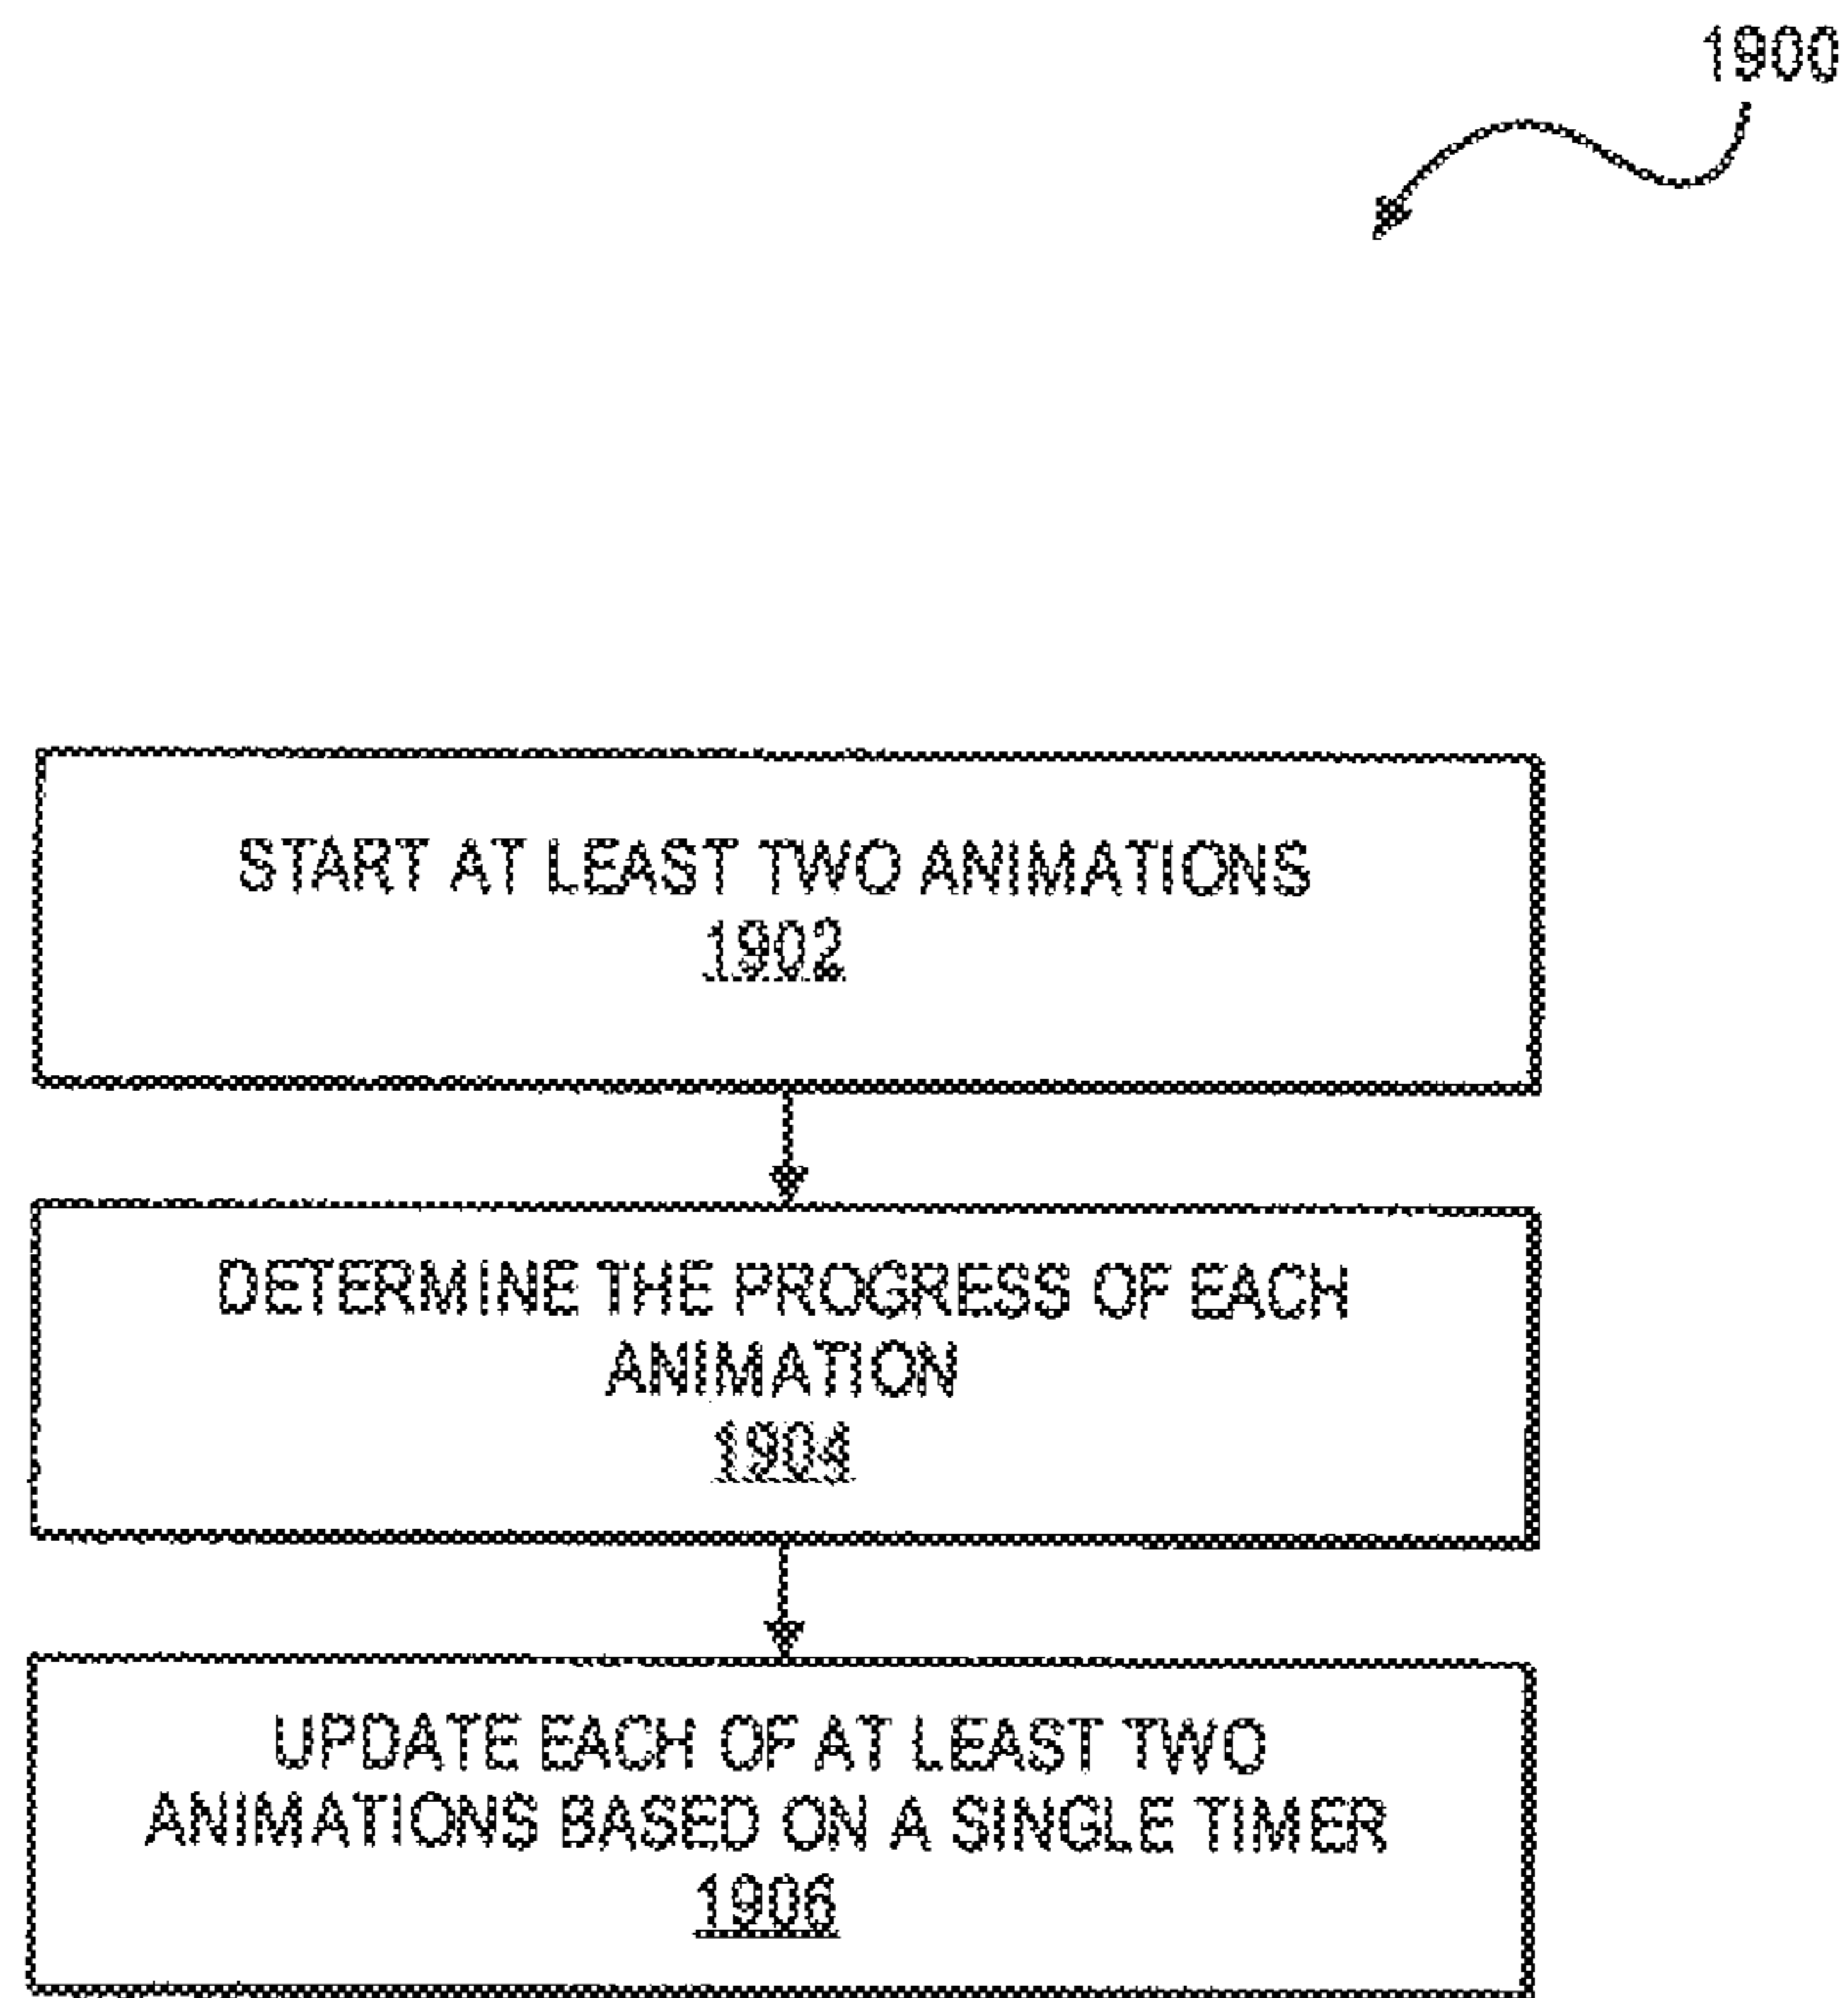 1900
START AT LEAST TWO ANIMATIONS
1902
DETERMINE THE PROGRESS OF EACH
ANIMATION
1904
UPDATE EACH OF AT LEAST TWO
ANIMATIONS BASED ON A SINGLE TIMER
1906